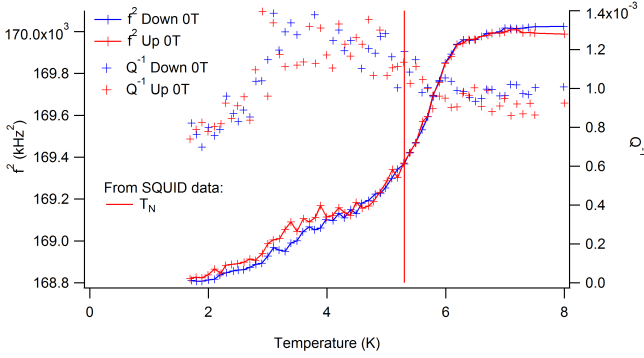 f² Down 0T
f² Up 0T
Q⁻¹ Down 0T
Q⁻¹ Up 0T
From SQUID data:
T_N
170.0x10³
169.8
169.6
169.4
169.2
169.0
168.8
f² (kHz²)
1.4x10⁻³
1.2
1.0
0.8
0.6
0.4
0.2
0.0
Q⁻¹
0
2
4
6
8
Temperature (K)